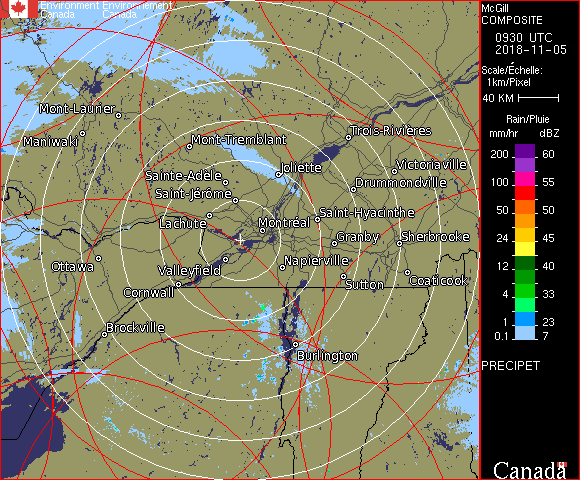 Environment Environnement
Canada Canada
Mont-Laurier
Maniwaki
Mont-Tremblant
Trois-Rivières
Joliette
Victoriaville
Sainte-Adèle
Drummondville
Saint-Jérôme
Saint-Hyacinthe
Lachute
Montréal
Granby
Sherbrooke
Ottawa
Valleyfield
Napierville
Sutton
Coaticook
Cornwall
Brockville
Burlington
McGill
COMPOSITE
0930 UTC
2018-11-05
Scale/Échelle:
1km/Pixel
40 KM
Rain/Pluie
mm/hr dBZ
200 60
100 55
50 50
24 45
12 40
4 33
1 23
0.1 7
PRECIPET
Canada